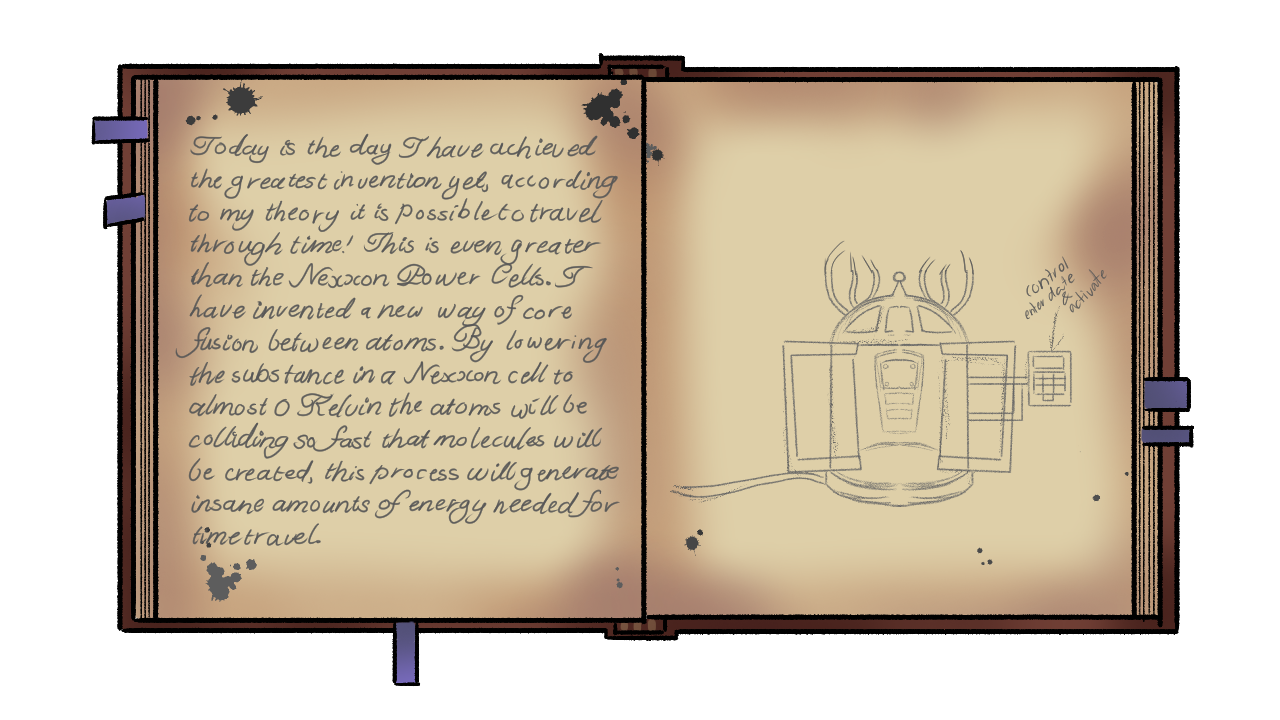 Today is the day I have achieved
the greatest invention yet, according
to my theory it is possible to travel
through time! This is even greater
than the Nexxon Power Cells. I
have invented a new way of core
fusion between atoms. By lowering
the substance in a Nexxon cell to
almost 0 Kelvin the atoms will be
colliding so fast that molecules will
be created, this process will generate
insane amounts of energy needed for
time travel.
control
enter date
&
activate